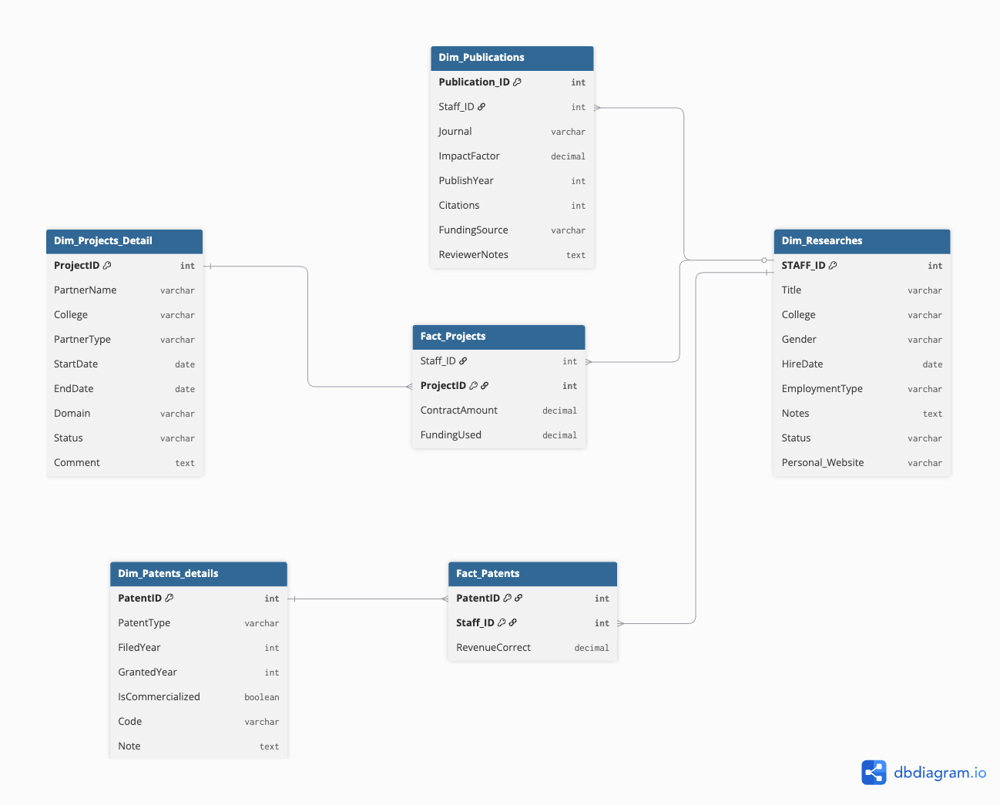 Dim_Publications
Publication_ID int
Staff_ID int
Journal varchar
ImpactFactor decimal
PublishYear int
Citations int
FundingSource varchar
ReviewerNotes text
Dim_Projects_Detail
ProjectID int
PartnerName varchar
College varchar
PartnerType varchar
StartDate date
EndDate date
Domain varchar
Status varchar
Comment text
Fact_Projects
Staff_ID int
ProjectID int
ContractAmount decimal
FundingUsed decimal
Dim_Researches
STAFF_ID int
Title varchar
College varchar
Gender varchar
HireDate date
EmploymentType varchar
Notes text
Status varchar
Personal_Website varchar
Dim_Patents_details
PatentID int
PatentType varchar
FiledYear int
GrantedYear int
IsCommercialized boolean
Code varchar
Note text
Fact_Patents
PatentID int
Staff_ID int
RevenueCorrect decimal
dbdiagram.io